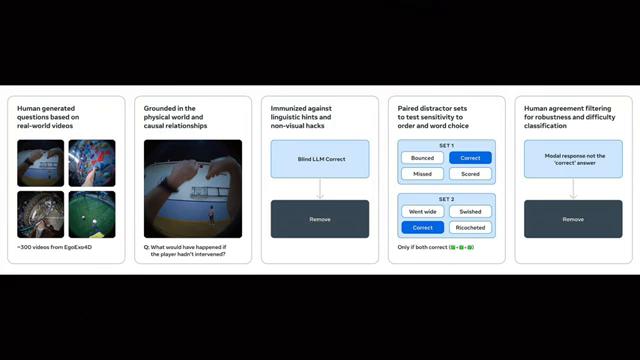 Human generated
questions based on
real-world videos
~300 videos from EgoExo4D
Grounded in the
physical world and
causal relationships
Q: What would have happened if
the player hadn't intervened?
Immunized against
linguistic hints and
non-visual hacks
Blind LLM Correct
Remove
Paired distractor sets
to test sensitivity to
order and word choice
SET 1
Bounced
Correct
Missed
Scored
SET 2
Went wide
Swished
Correct
Ricocheted
Only if both correct
Human agreement filtering
for robustness and difficulty
classification
Modal response not the
'correct' answer
Remove